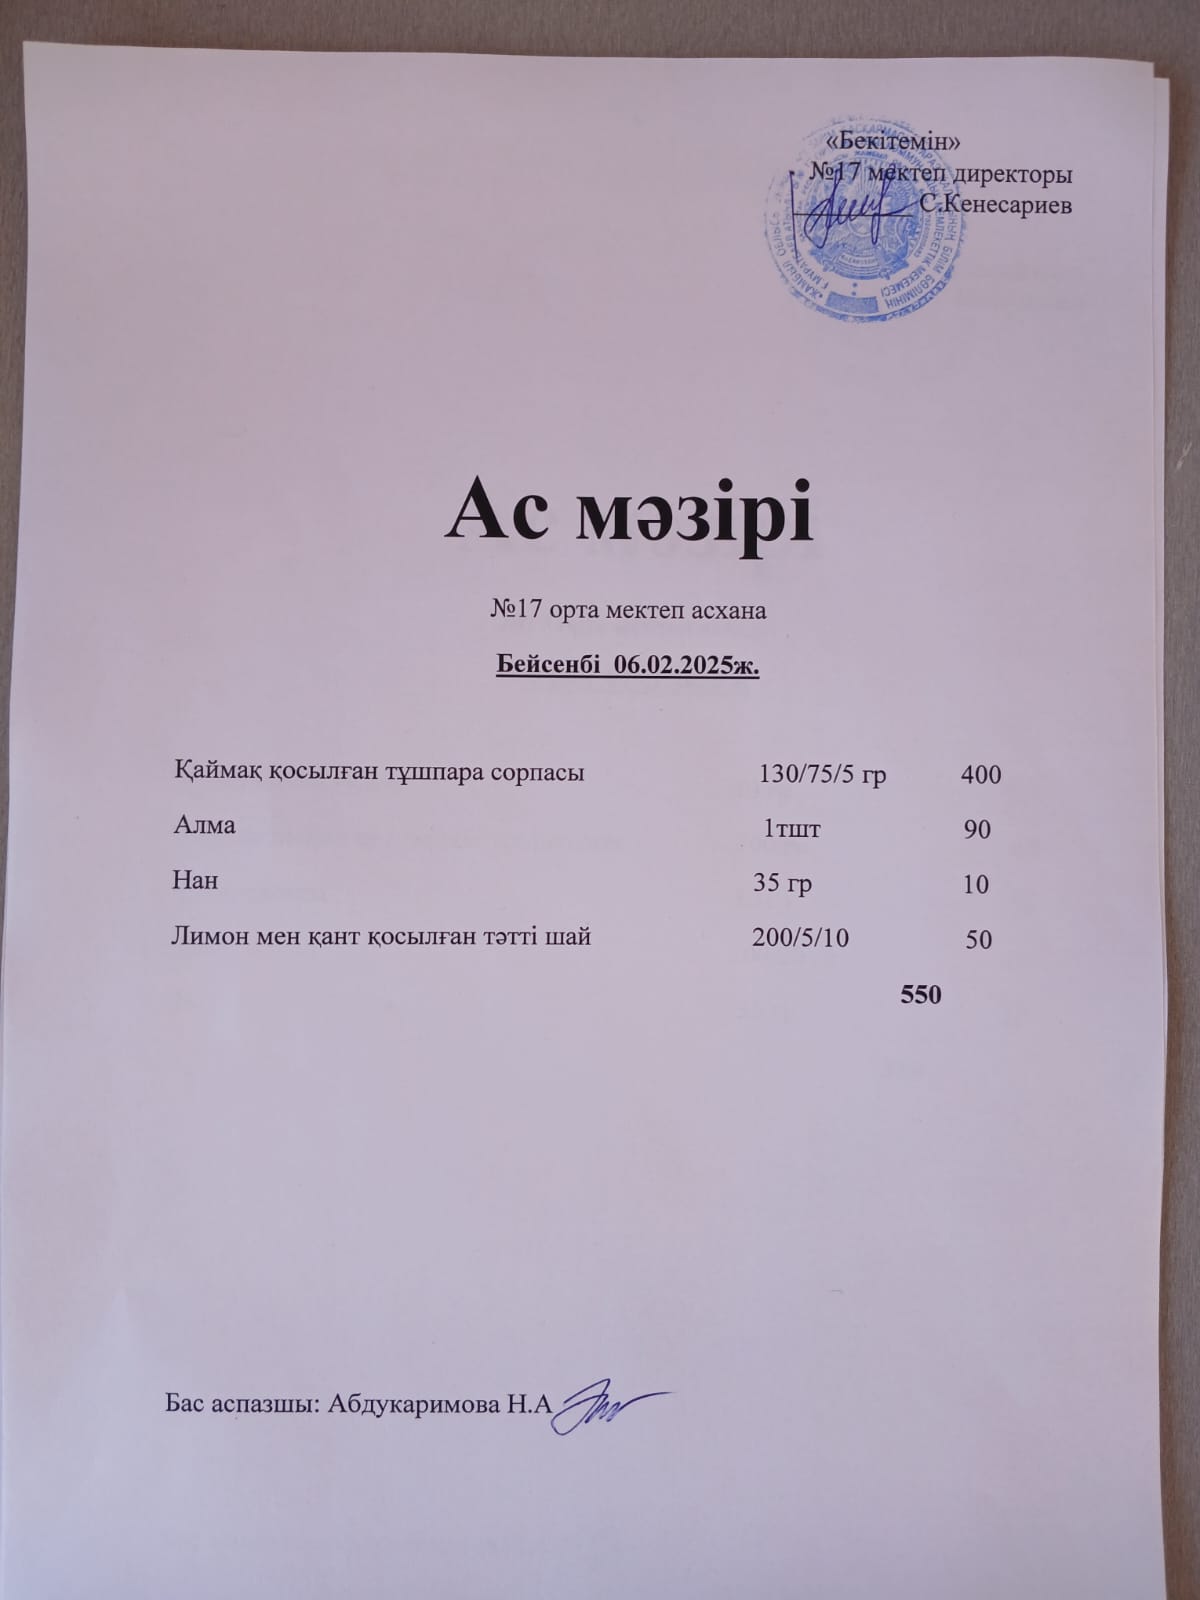 «Бекітемін»
№17 мектеп директоры
С.Кенесариев
Ас мәзірі
№17 орта мектеп асхана
Бейсенбі 06.02.2025ж.
Қаймақ қосылған тұшпара сорпасы 130/75/5 гр 400
Алма 1тшт 90
Нан 35 гр 10
Лимон мен қант қосылған тәтті шай 200/5/10 50
550
Бас аспазшы: Абдукаримова Н.А